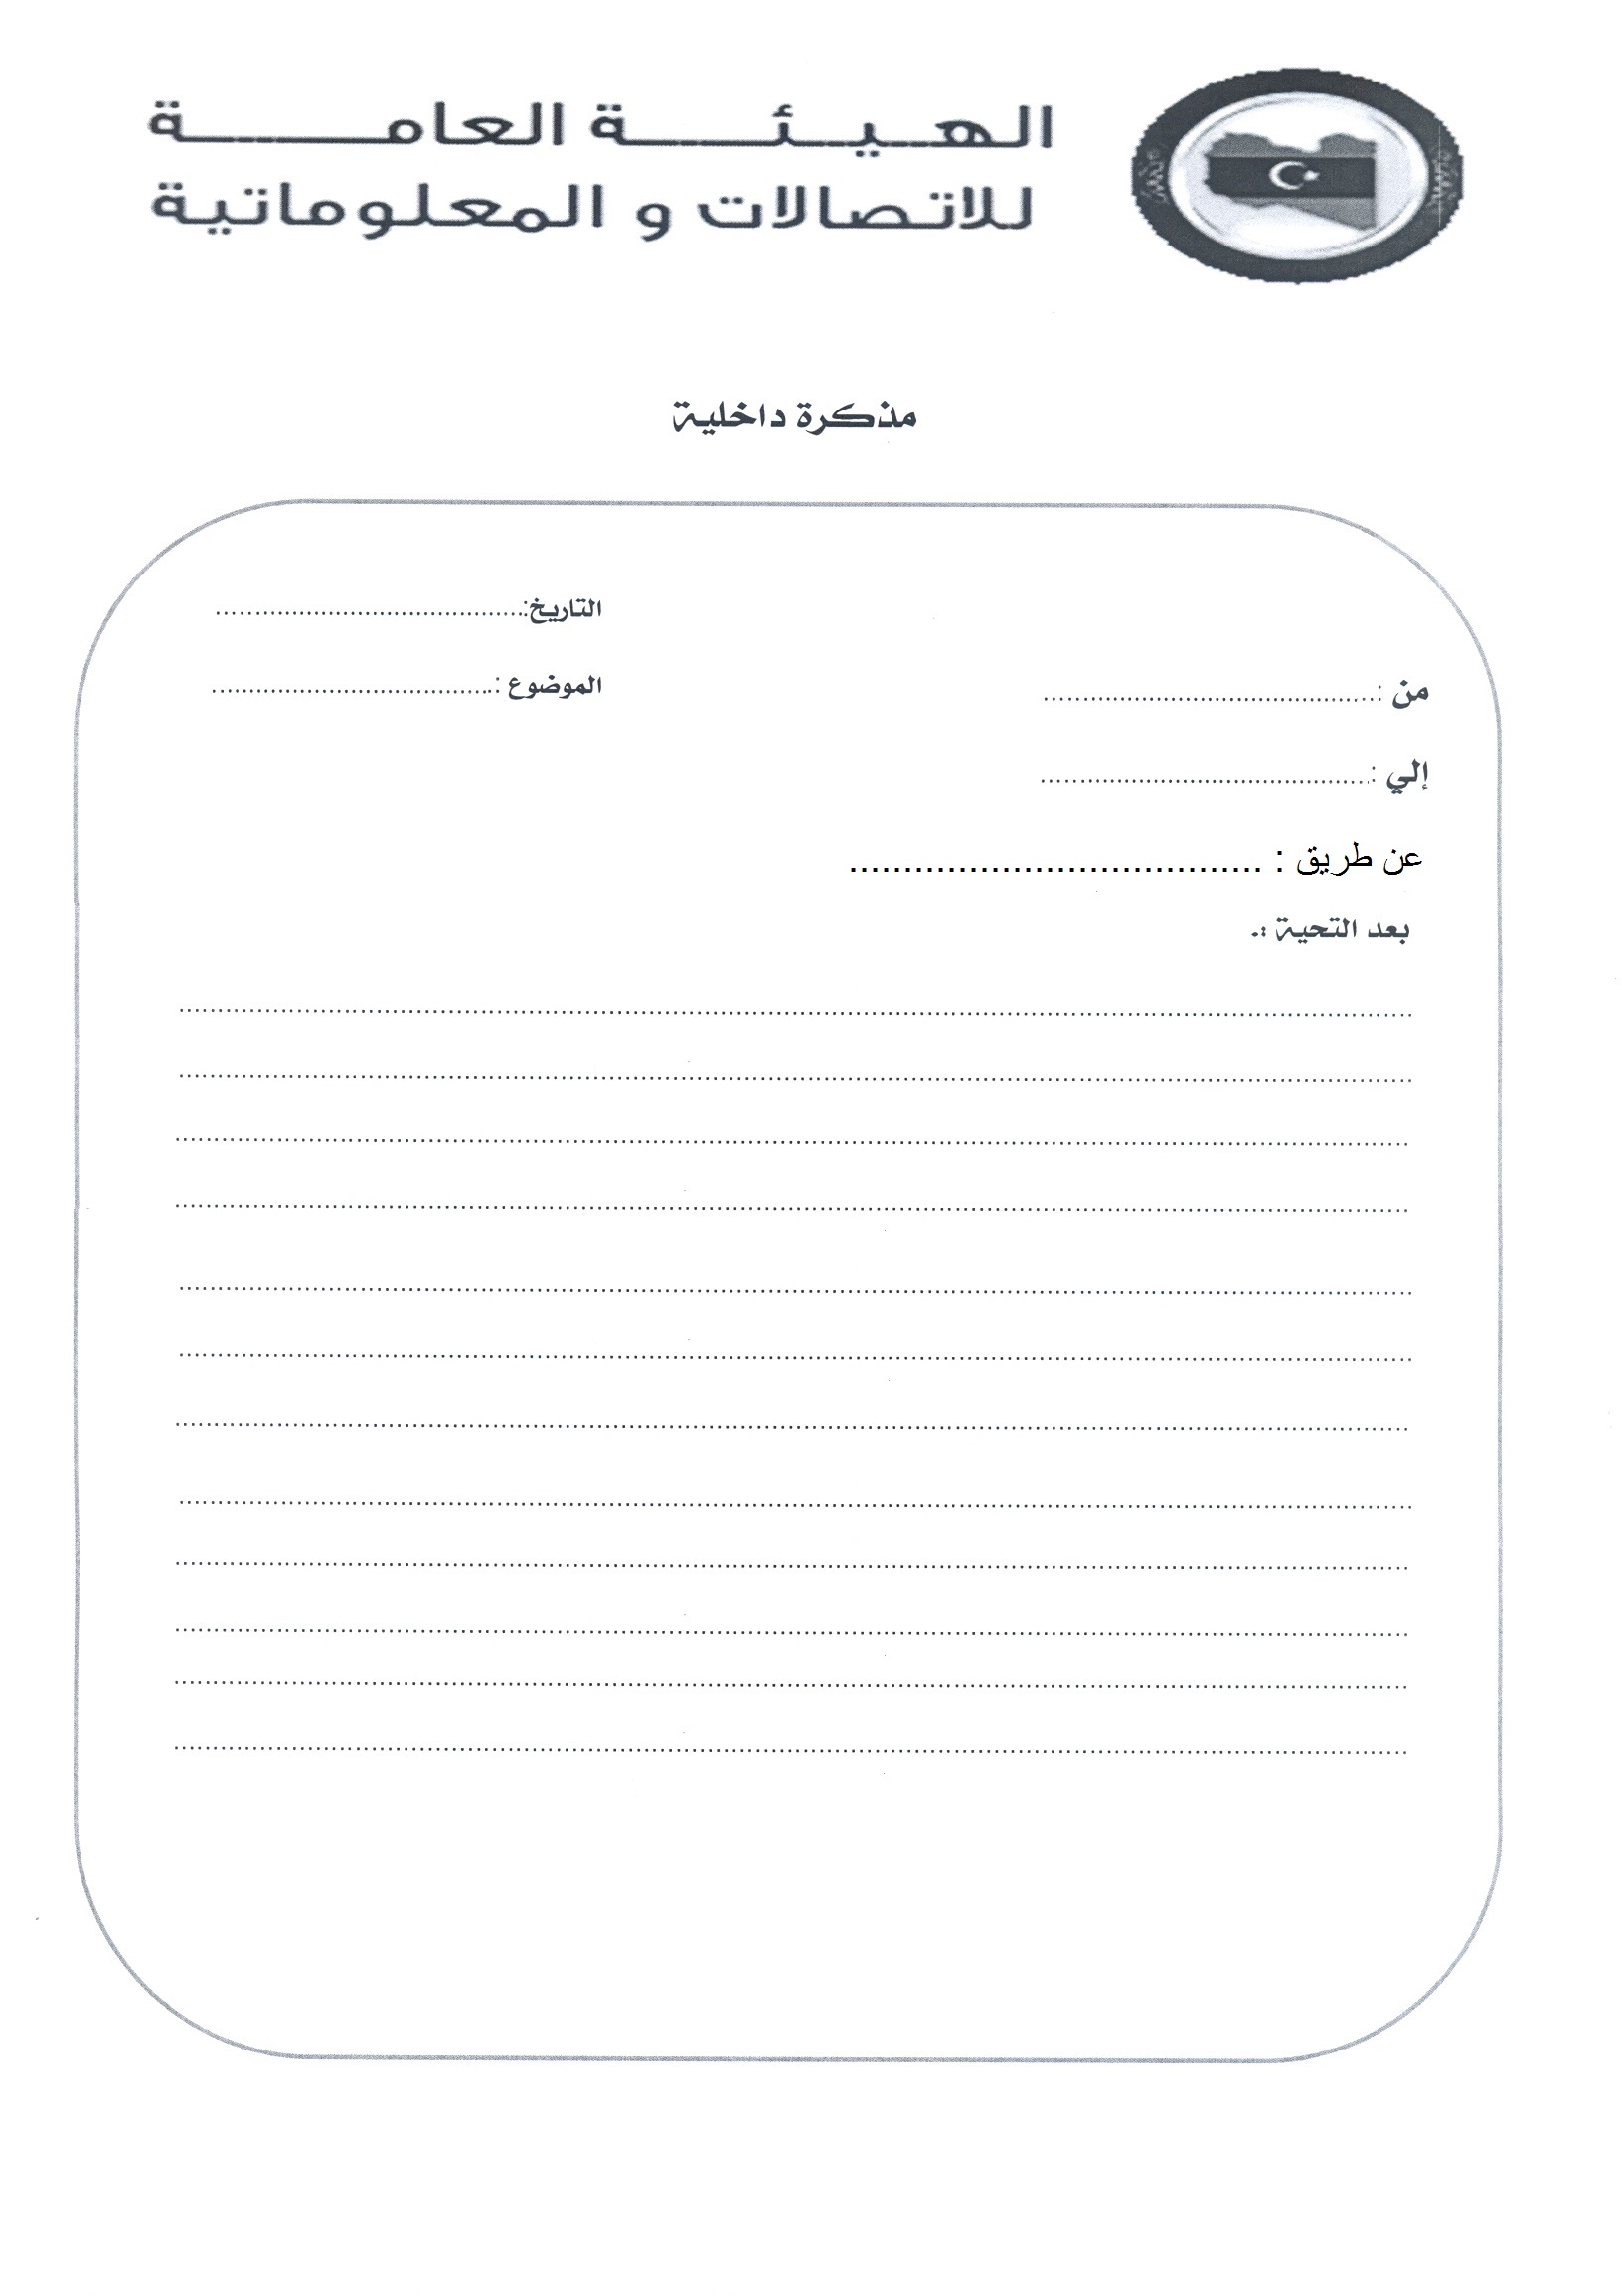 الهيئة العامة
للاتصالات و المعلوماتية
مذكرة داخلية
التاريخ:........................................
من :........................................ الموضوع :........................................
إلي :........................................
عن طريق : ......................................
بعد التحية :.